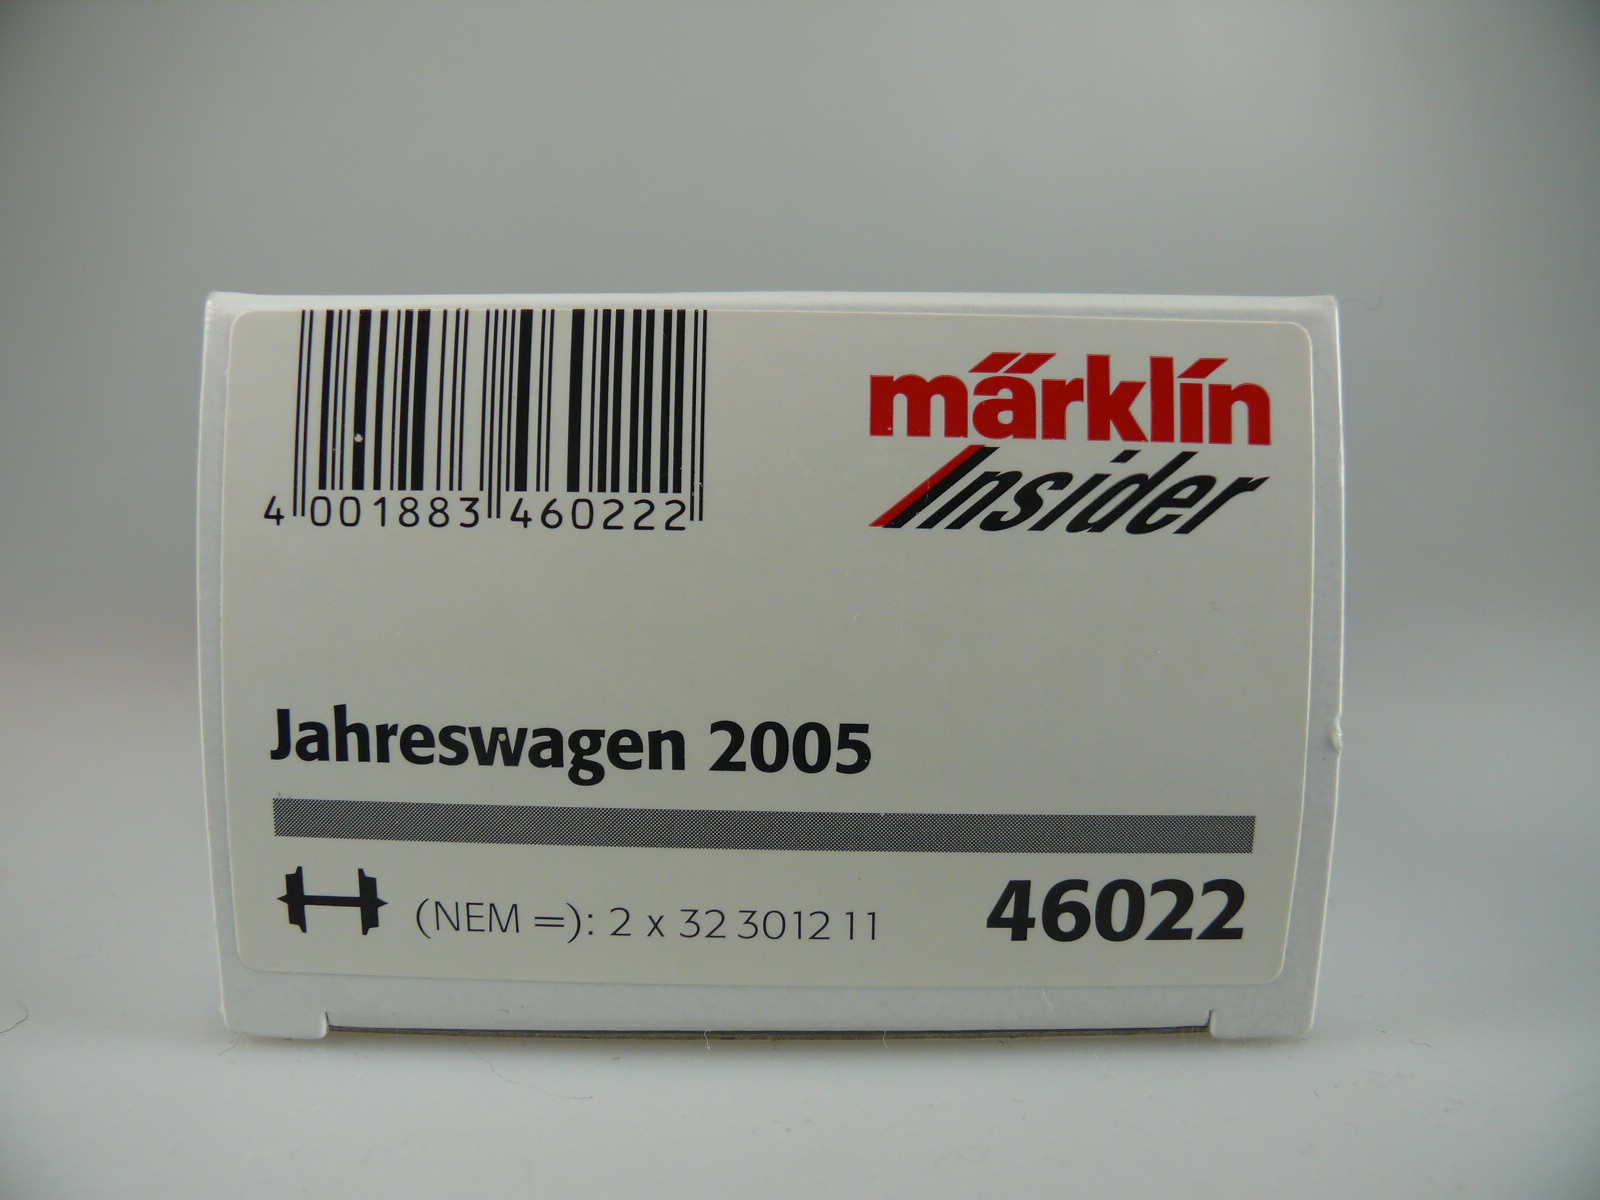 märklin
Insider
4 001883 460222
Jahreswagen 2005
(NEM =): 2 x 32 3012 11
46022